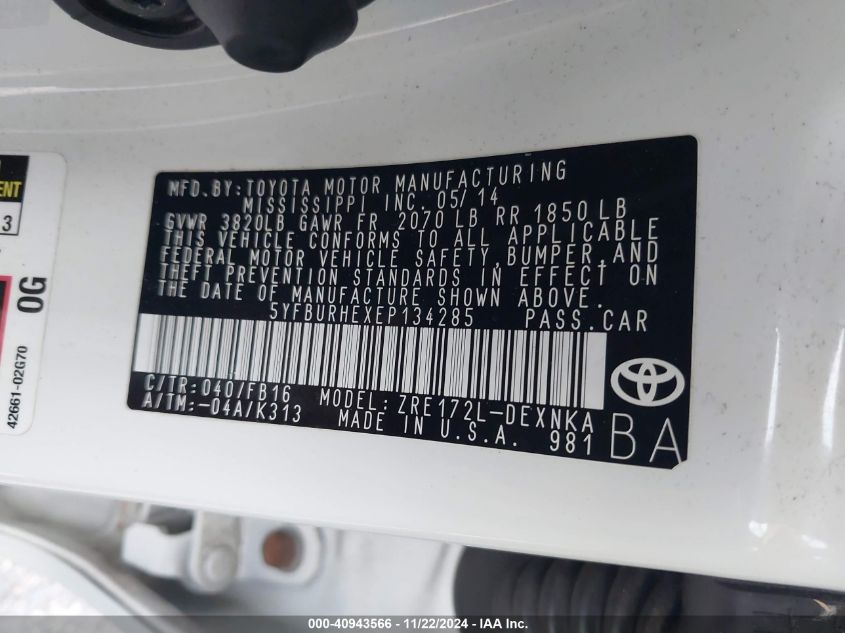 MFD.BY:TOYOTA MOTOR MANUFACTURING
MISSISSIPPI INC. 05/14
GVWR 3820LB GAWR FR 2070 LB RR 1850 LB
THIS VEHICLE CONFORMS TO ALL APPLICABLE
FEDERAL MOTOR VEHICLE SAFETY, BUMPER, AND
THEFT PREVENTION STANDARDS IN EFFECT ON
THE DATE OF MANUFACTURE SHOWN ABOVE.
5YFBURHEXEP134285 PASS.CAR
C/TR:040/FB16 MODEL:ZRE172L-DEXNKA
A/TM:-04A/K313 MADE IN U.S.A. 981
BA
3
0G
42661-02G70
000-40943566 - 11/22/2024 - IAA Inc.